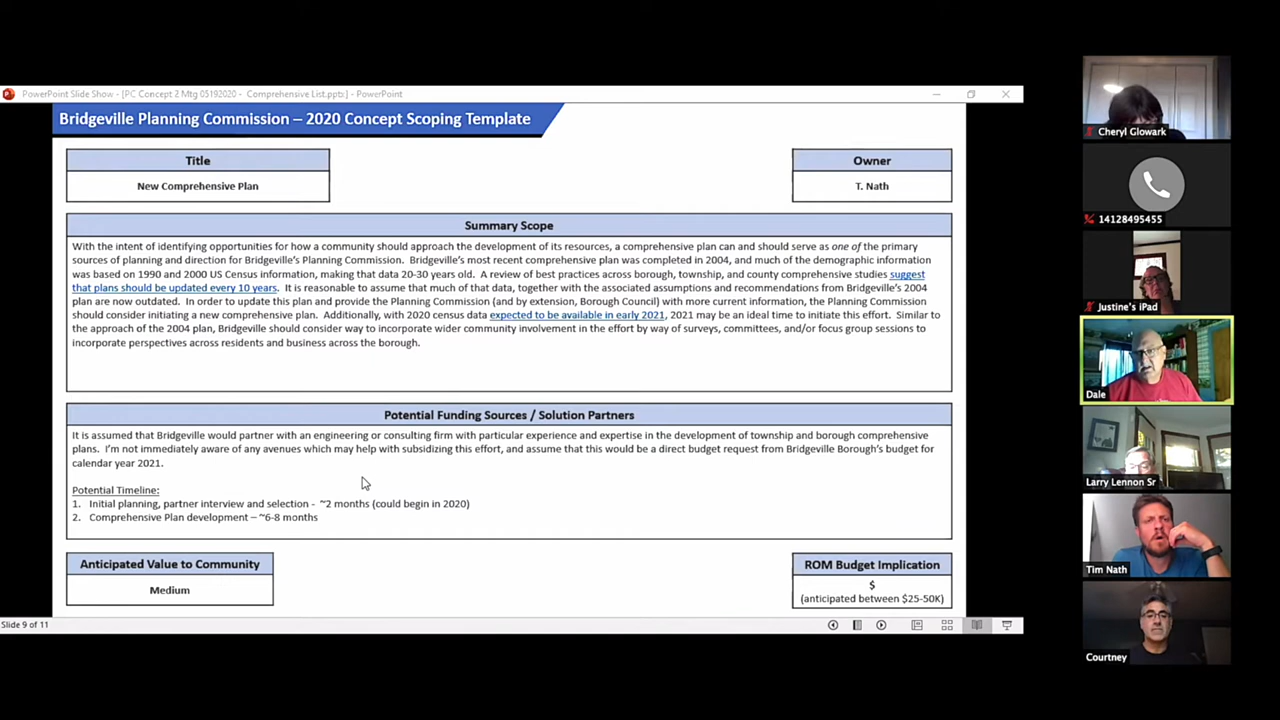 PowerPoint Slide Show - [PC Concept 2 Mtg 05192020 - Comprehensive List.pptx] - PowerPoint
Bridgeville Planning Commission – 2020 Concept Scoping Template
Title
New Comprehensive Plan
Owner
T. Nath
Summary Scope
With the intent of identifying opportunities for how a community should approach the development of its resources, a comprehensive plan can and should serve as one of the primary
sources of planning and direction for Bridgeville's Planning Commission. Bridgeville's most recent comprehensive plan was completed in 2004, and much of the demographic information
was based on 1990 and 2000 US Census information, making that data 20-30 years old. A review of best practices across borough, township, and county comprehensive studies suggest
that plans should be updated every 10 years. It is reasonable to assume that much of that data, together with the associated assumptions and recommendations from Bridgeville's 2004
plan are now outdated. In order to update this plan and provide the Planning Commission (and by extension, Borough Council) with more current information, the Planning Commission
should consider initiating a new comprehensive plan. Additionally, with 2020 census data expected to be available in early 2021, 2021 may be an ideal time to initiate this effort. Similar to
the approach of the 2004 plan, Bridgeville should consider way to incorporate wider community involvement in the effort by way of surveys, committees, and/or focus group sessions to
incorporate perspectives across residents and business across the borough.
Potential Funding Sources / Solution Partners
It is assumed that Bridgeville would partner with an engineering or consulting firm with particular experience and expertise in the development of township and borough comprehensive
plans. I'm not immediately aware of any avenues which may help with subsidizing this effort, and assume that this would be a direct budget request from Bridgeville Borough's budget for
calendar year 2021.
Potential Timeline:
1. Initial planning, partner interview and selection - ~2 months (could begin in 2020)
2. Comprehensive Plan development – ~6-8 months
Anticipated Value to Community
Medium
ROM Budget Implication
$
(anticipated between $25-50K)
Slide 9 of 11
Cheryl Glowark
14128495455
Justine's iPad
Dale
Larry Lennon Sr
Tim Nath
Courtney